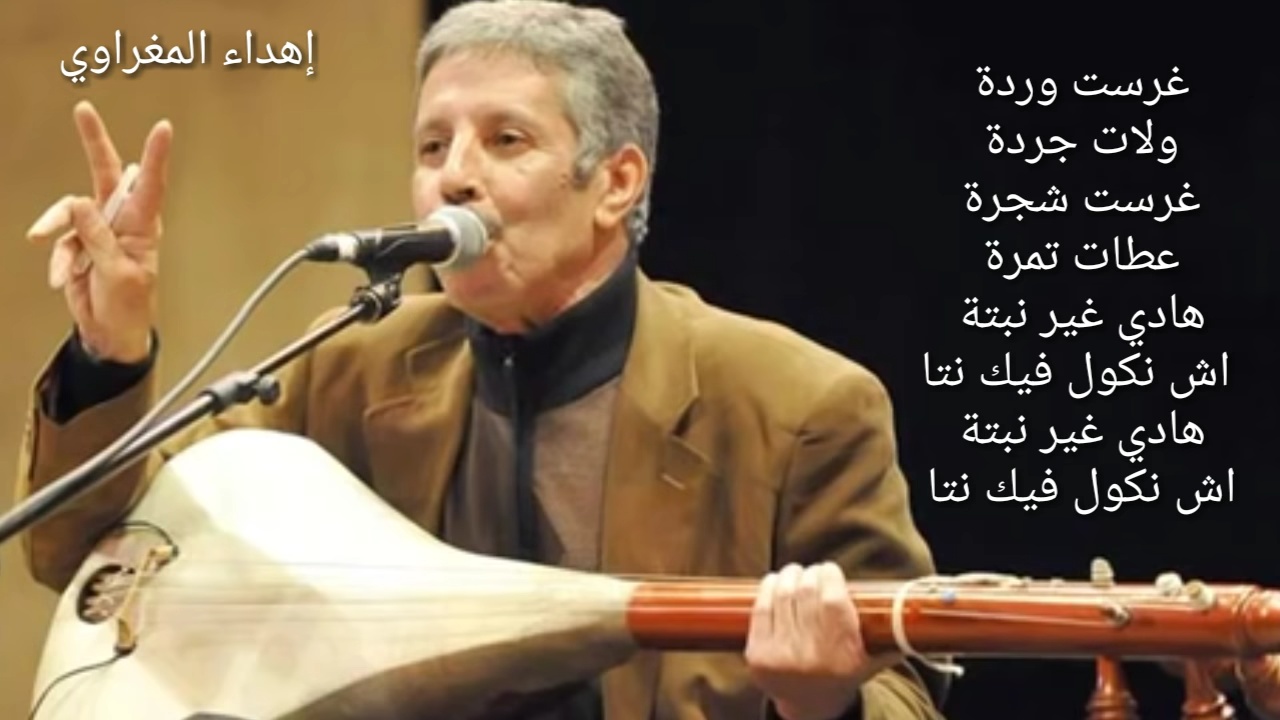 إهداء المغراوي
غرست وردة
ولات جردة
غرست شجرة
عطات تمرة
هادي غير نبتة
اش نكول فيك نتا
هادي غير نبتة
اش نكول فيك نتا